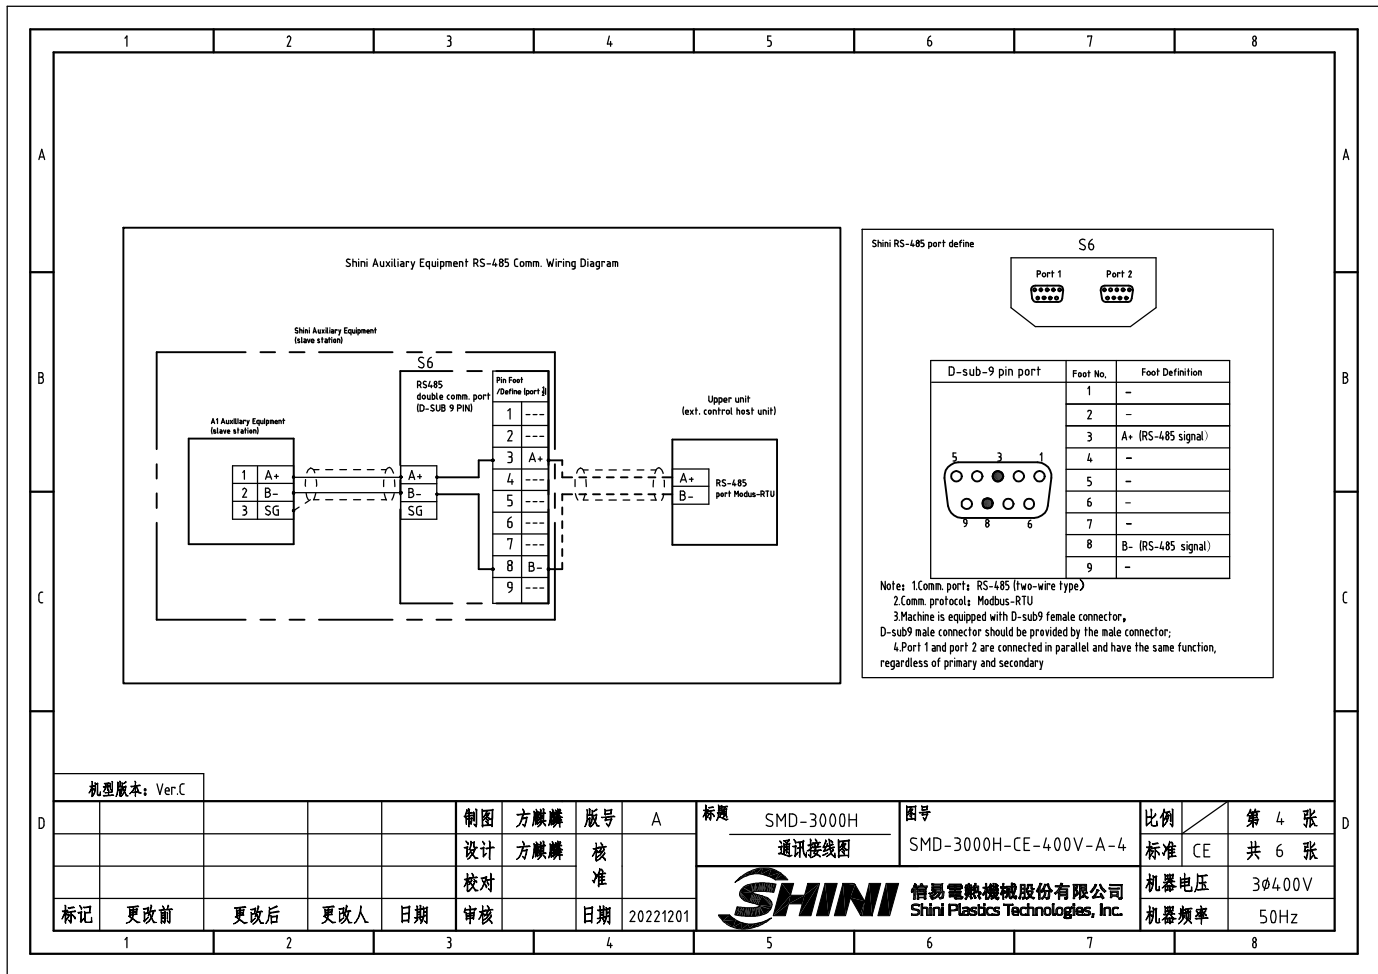 1 2 3 4 5 6 7 8
A A
B B
C C
D D
Shini Auxiliary Equipment RS-485 Comm. Wiring Diagram
Shini Auxiliary Equipment
(slave station)
S6
RS485
double comm. port
(D-SUB 9 PIN)
Pin Foot
/Define (port
1 ---
2 ---
3 A+
4 ---
5 ---
6 ---
7 ---
8 B-
9 ---
A1 Auxiliary Equipment
(slave station)
1 A+
2 B-
3 SG
A+
B-
SG
Upper unit
(ext. control host unit)
A+
B-
RS-485
port Modus-RTU
Shini RS-485 port define
S6
Port 1 Port 2
D-sub-9 pin port Foot No. Foot Definition
1 -
2 -
3 A+ (RS-485 signal)
4 -
5 -
6 -
7 -
8 B- (RS-485 signal)
9 -
5 3 1
9 8 6
Note: 1.Comm. port: RS-485 (two-wire type)
2.Comm. protocol: Modbus-RTU
3.Machine is equipped with D-sub9 female connector,
D-sub9 male connector should be provided by the male connector;
4.Port 1 and port 2 are connected in parallel and have the same function,
regardless of primary and secondary
机型版本: Ver.C
制图 方麒麟 版号 A
设计 方麒麟 核准
校对
标记 更改前 更改后 更改人 日期 审核 日期 20221201
标题 SMD-3000H
通讯接线图
图号
SMD-3000H-CE-400V-A-4
比例 第 4 张
标准 CE 共 6 张
机器电压 3Ø400V
机器频率 50Hz
SHINI
信易電熱機械股份有限公司
Shini Plastics Technologies, Inc.
1 2 3 4 5 6 7 8